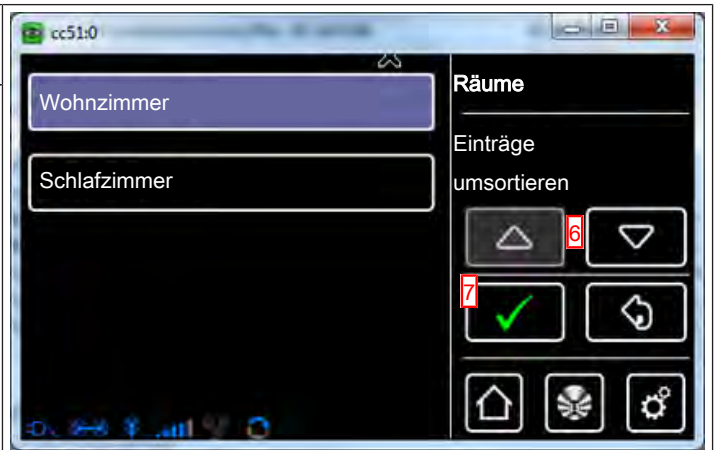 cc51:0
Wohnzimmer
Schlafzimmer
Räume
Einträge
umsortieren
6
7